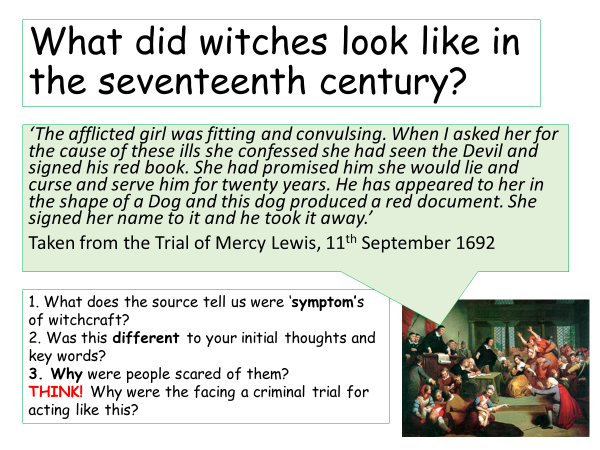 What did witches look like in
the seventeenth century?
‘The afflicted girl was fitting and convulsing. When I asked her for
the cause of these ills she confessed she had seen the Devil and
signed his red book. She had promised him she would lie and
curse and serve him for twenty years. He has appeared to her in
the shape of a Dog and this dog produced a red document. She
signed her name to it and he took it away.’
Taken from the Trial of Mercy Lewis, 11th September 1692
1. What does the source tell us were ‘symptom’s
of witchcraft?
2. Was this different to your initial thoughts and
key words?
3. Why were people scared of them?
THINK! Why were the facing a criminal trial for
acting like this?